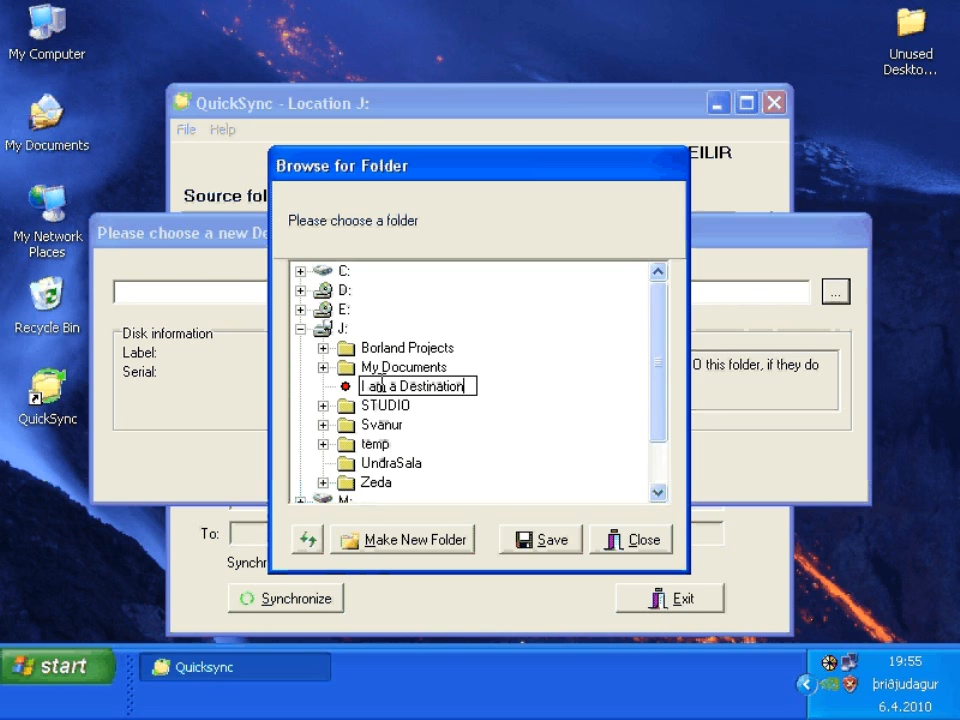 My Computer
Unused
Deskto...
My Documents
My Network
Places
Recycle Bin
QuickSync
QuickSync - Location J:
File Help
EILIR
Source fol
Please choose a new De
Disk information
Label:
Serial:
...
O this folder, if they do
To:
Synchr
Synchronize
Exit
Browse for Folder
Please choose a folder
C:
D:
E:
J:
Borland Projects
My Documents
I am a Destination
STUDIO
Svanur
temp
UndraSala
Zeda
M:
Make New Folder
Save
Close
start
Quicksync
19:55
þriðjudagur
6.4.2010